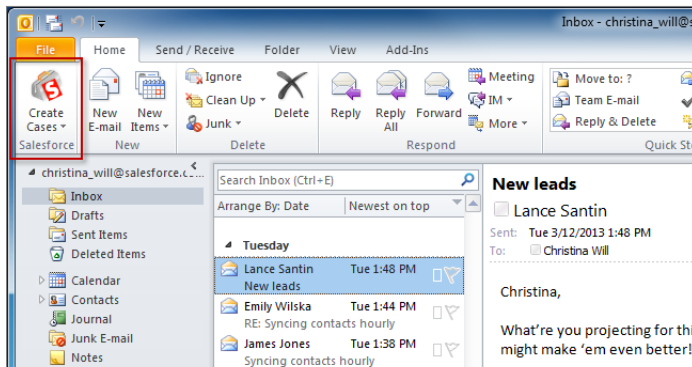 Inbox - christina_will@s
File Home Send / Receive Folder View Add-Ins
Create Cases
Salesforce
New E-mail
New Items
New
Ignore
Clean Up
Junk
Delete
Delete
Reply
Reply All
Forward
Meeting
IM
More
Respond
Move to: ?
Team E-mail
Reply & Delete
Quick St
christina_will@salesforce.c...
Inbox
Drafts
Sent Items
Deleted Items
Calendar
Contacts
Journal
Junk E-mail
Notes
Search Inbox (Ctrl+E)
Arrange By: Date Newest on top
Tuesday
Lance Santin Tue 1:48 PM
New leads
Emily Wilska Tue 1:44 PM
RE: Syncing contacts hourly
James Jones Tue 1:38 PM
Syncing contacts hourly
New leads
Lance Santin
Sent: Tue 3/12/2013 1:48 PM
To: Christina Will
Christina,
What're you projecting for thi
might make 'em even better!